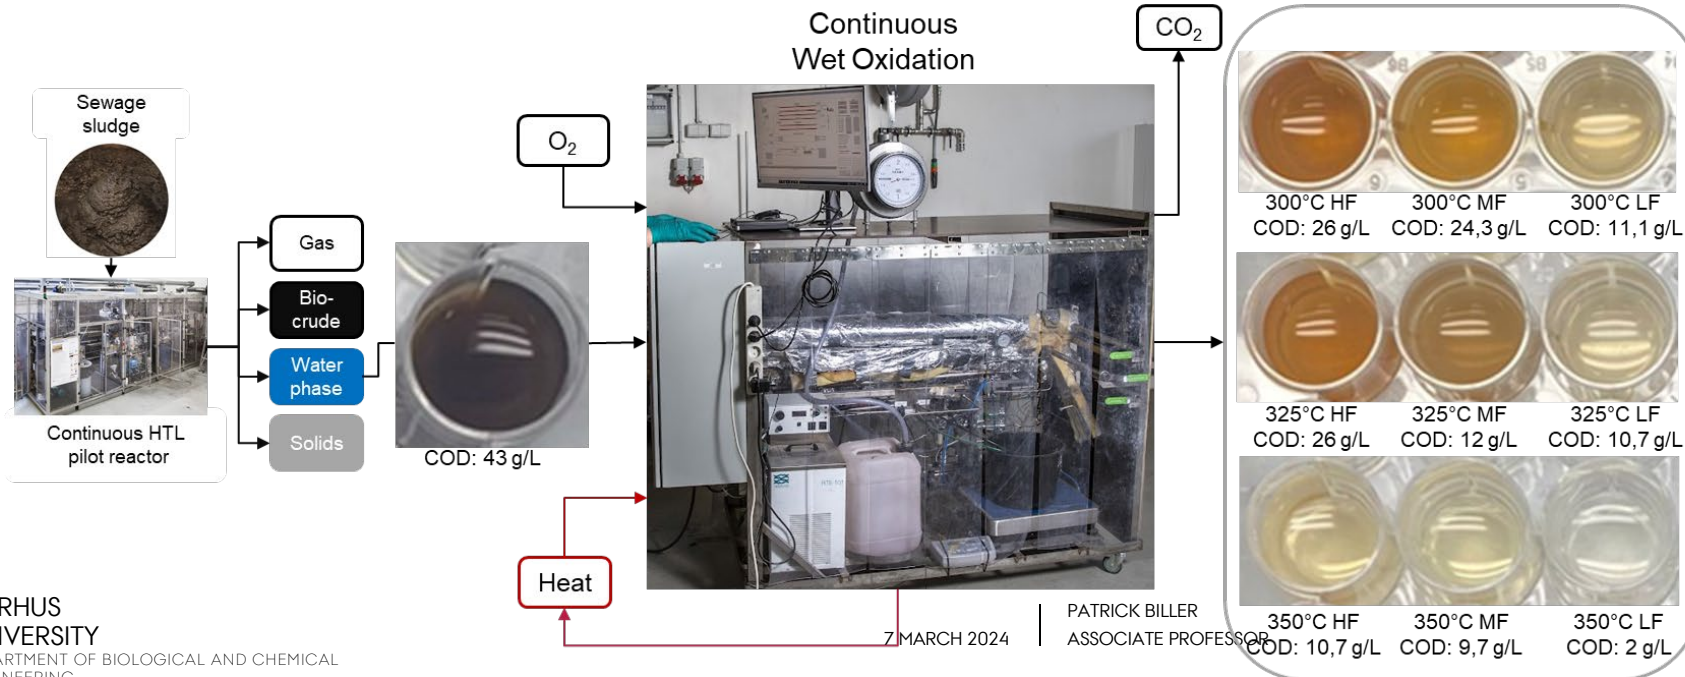 Continuous
Wet Oxidation
CO₂
Sewage
sludge
O₂
Gas
Bio-
crude
Water
phase
Solids
Continuous HTL
pilot reactor
COD: 43 g/L
Heat
300°C HF
COD: 26 g/L
300°C MF
COD: 24,3 g/L
300°C LF
COD: 11,1 g/L
325°C HF
COD: 26 g/L
325°C MF
COD: 12 g/L
325°C LF
COD: 10,7 g/L
350°C HF
COD: 10,7 g/L
350°C MF
COD: 9,7 g/L
350°C LF
COD: 2 g/L
RHUS
IVERSITY
ARTMENT OF BIOLOGICAL AND CHEMICAL
7 MARCH 2024
PATRICK BILLER
ASSOCIATE PROFESSOR